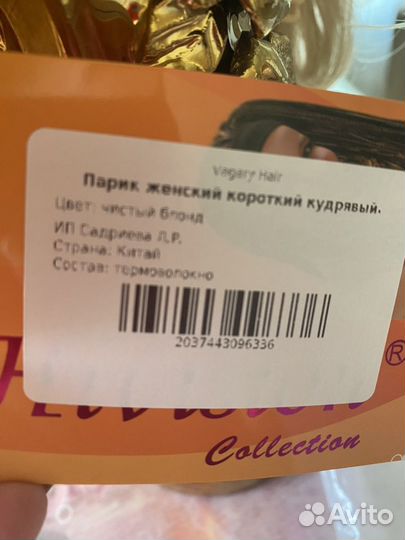 Vagary Hair
Парик женский короткий кудрявый.
Цвет: чистый блонд
ИП Садриева Л.Р.
Страна: Китай
Состав: термоволокно
2037443096336
®
Collection
Avito